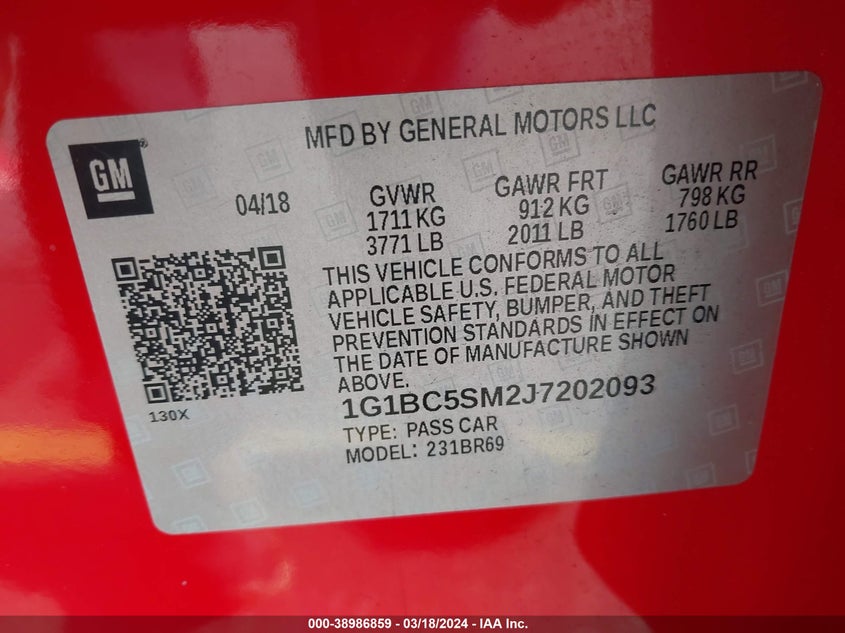 MFD BY GENERAL MOTORS LLC
GM
04/18
GVWR
1711 KG
3771 LB
GAWR FRT
912 KG
2011 LB
GAWR RR
798 KG
1760 LB
THIS VEHICLE CONFORMS TO ALL
APPLICABLE U.S. FEDERAL MOTOR
VEHICLE SAFETY, BUMPER, AND THEFT
PREVENTION STANDARDS IN EFFECT ON
THE DATE OF MANUFACTURE SHOWN
ABOVE.
130X
1G1BC5SM2J7202093
TYPE: PASS CAR
MODEL: 231BR69
000-38986859 - 03/18/2024 - IAA Inc.